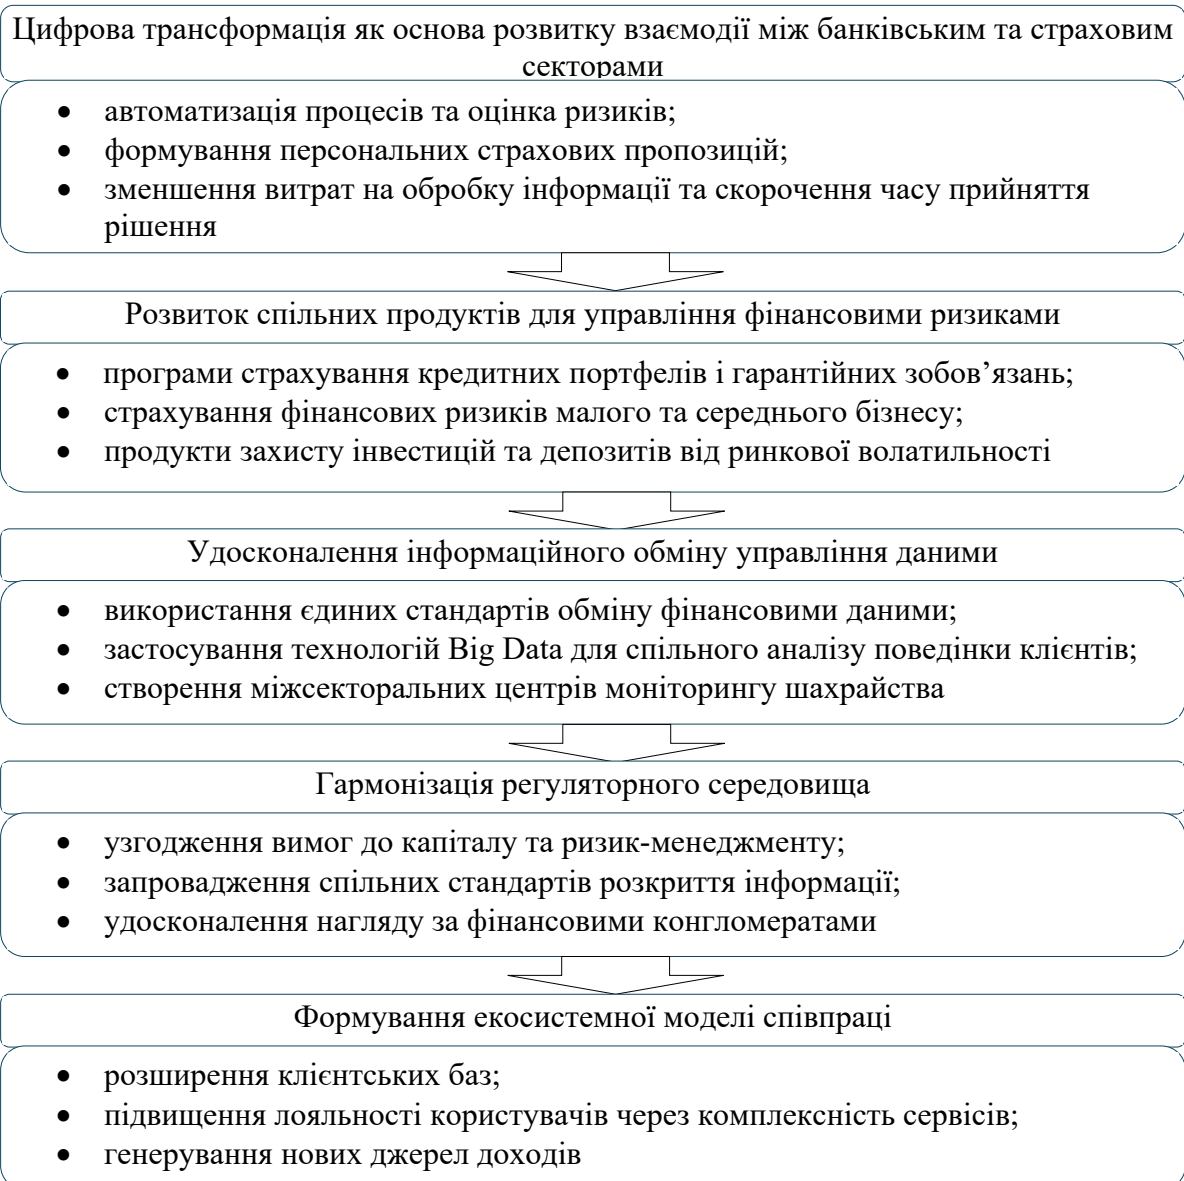 Цифрова трансформація як основа розвитку взаємодії між банківським та страховим
секторами
• автоматизація процесів та оцінка ризиків;
• формування персональних страхових пропозицій;
• зменшення витрат на обробку інформації та скорочення часу прийняття
рішення
Розвиток спільних продуктів для управління фінансовими ризиками
• програми страхування кредитних портфелів і гарантійних зобов’язань;
• страхування фінансових ризиків малого та середнього бізнесу;
• продукти захисту інвестицій та депозитів від ринкової волатильності
Удосконалення інформаційного обміну управління даними
• використання єдиних стандартів обміну фінансовими даними;
• застосування технологій Big Data для спільного аналізу поведінки клієнтів;
• створення міжсекторальних центрів моніторингу шахрайства
Гармонізація регуляторного середовища
• узгодження вимог до капіталу та ризик-менеджменту;
• запровадження спільних стандартів розкриття інформації;
• удосконалення нагляду за фінансовими конгломератами
Формування екосистемної моделі співпраці
• розширення клієнтських баз;
• підвищення лояльності користувачів через комплексність сервісів;
• генерування нових джерел доходів